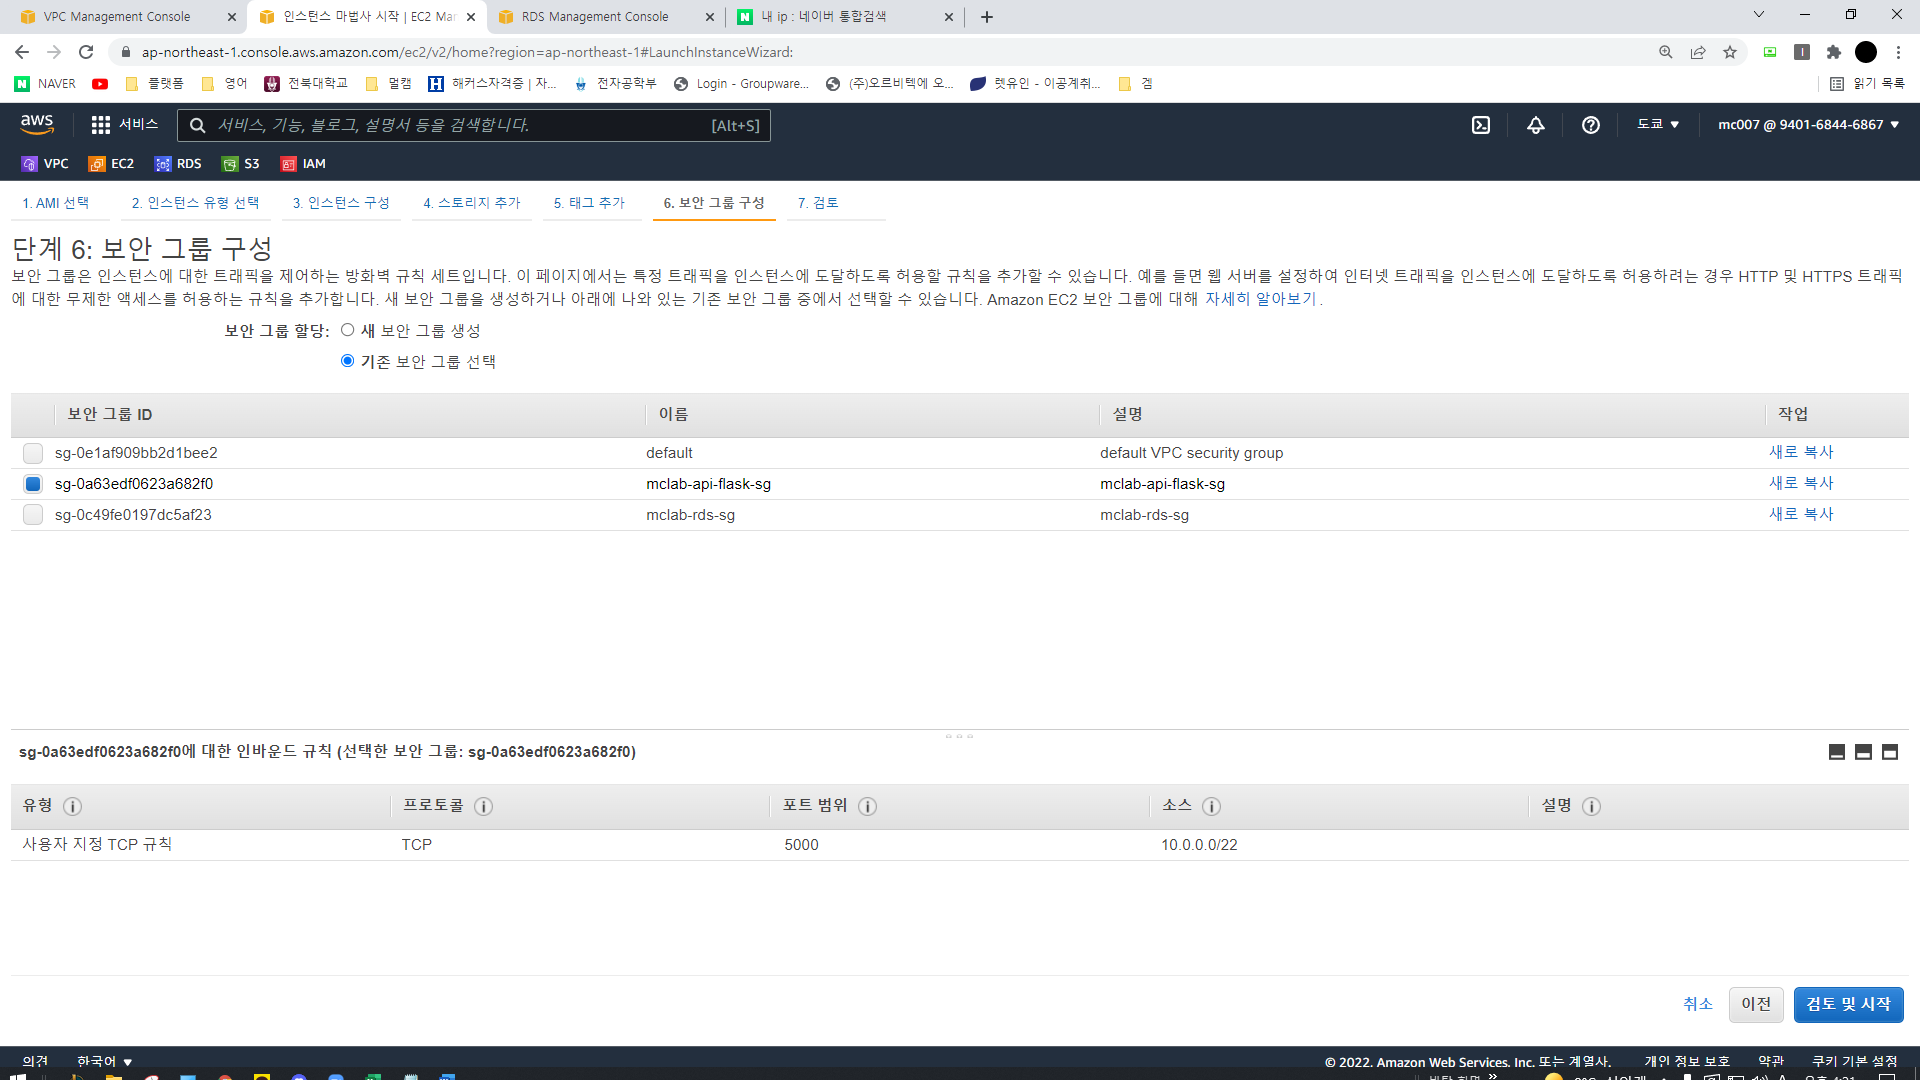 VPC Management Console
인스턴스 마법사 시작 | EC2 Mar
RDS Management Console
내 ip : 네이버 통합검색
ap-northeast-1.console.aws.amazon.com/ec2/v2/home?region=ap-northeast-1#LaunchInstanceWizard:
N NAVER 플랫폼 영어 전북대학교 멀캠 해커스자격증 | 자... 전자공학부 Login - Groupware... (주)오르비텍에 오... 렛유인 - 이공계취... 겜 읽기 목록
aws 서비스 서비스, 기능, 블로그, 설명서 등을 검색합니다. [Alt+S] 도쿄 mc007 @ 9401-6844-6867
VPC EC2 RDS S3 IAM
1. AMI 선택 2. 인스턴스 유형 선택 3. 인스턴스 구성 4. 스토리지 추가 5. 태그 추가 6. 보안 그룹 구성 7. 검토
단계 6: 보안 그룹 구성
보안 그룹은 인스턴스에 대한 트래픽을 제어하는 방화벽 규칙 세트입니다. 이 페이지에서는 특정 트래픽을 인스턴스에 도달하도록 허용할 규칙을 추가할 수 있습니다. 예를 들면 웹 서버를 설정하여 인터넷 트래픽을 인스턴스에 도달하도록 허용하려는 경우 HTTP 및 HTTPS 트래픽
에 대한 무제한 액세스를 허용하는 규칙을 추가합니다. 새 보안 그룹을 생성하거나 아래에 나와 있는 기존 보안 그룹 중에서 선택할 수 있습니다. Amazon EC2 보안 그룹에 대해 자세히 알아보기.
보안 그룹 할당: 새 보안 그룹 생성
기존 보안 그룹 선택
보안 그룹 ID 이름 설명 작업
sg-0e1af909bb2d1bee2 default default VPC security group 새로 복사
sg-0a63edf0623a682f0 mclab-api-flask-sg mclab-api-flask-sg 새로 복사
sg-0c49fe0197dc5af23 mclab-rds-sg mclab-rds-sg 새로 복사
sg-0a63edf0623a682f0에 대한 인바운드 규칙 (선택한 보안 그룹: sg-0a63edf0623a682f0)
유형 프로토콜 포트 범위 소스 설명
사용자 지정 TCP 규칙 TCP 5000 10.0.0.0/22
취소 이전 검토 및 시작
의견 한국어 © 2022, Amazon Web Services, Inc. 또는 계열사. 개인 정보 보호 약관 쿠키 기본 설정